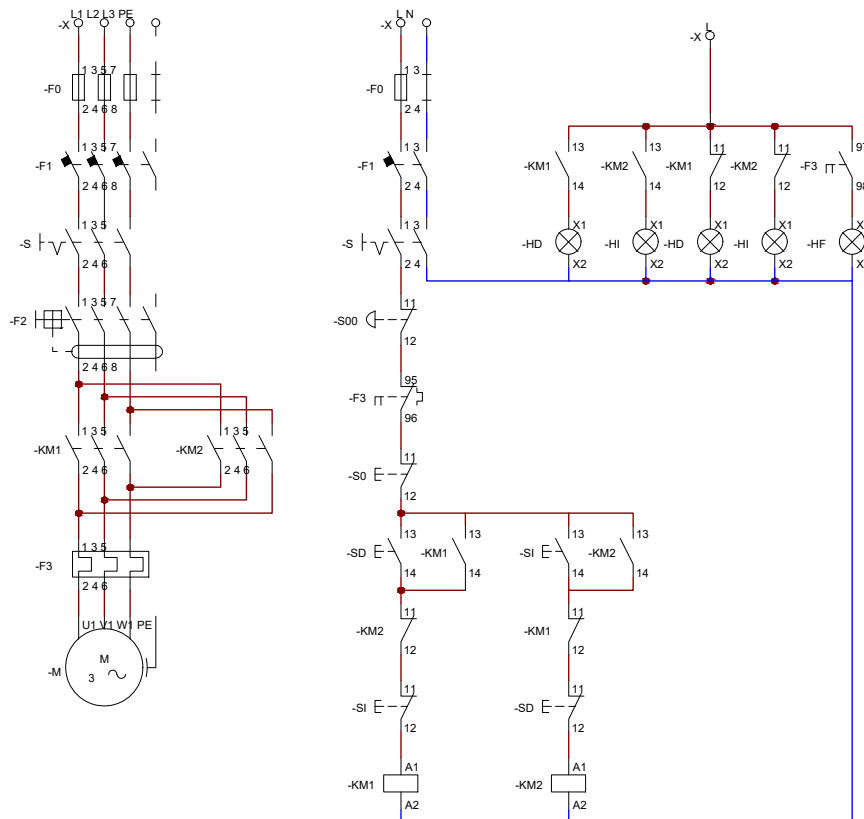 L1 L2 L3 PE
-X
1 3 5 7
-F0
2 4 6 8
1 3 5 7
-F1
2 4 6 8
1 3 5
-S
2 4 6
1 3 5 7
-F2
2 4 6 8
1 3 5
-KM1
2 4 6
1 3 5
-KM2
2 4 6
1 3 5
-F3
2 4 6
U1 V1 W1 PE
-M
M
3
L N
-X
1 3
-F0
2 4
1 3
-F1
2 4
1 3
-S
2 4
11
-S00
12
95
-F3
96
11
-S0
12
13
-SD
14
13
-KM1
14
13
-SI
14
13
-KM2
14
11
-KM2
12
11
-KM1
12
11
-SI
12
11
-SD
12
A1
-KM1
A2
A1
-KM2
A2
L
-X
13
-KM1
14
13
-KM2
14
11
-KM1
12
11
-KM2
12
97
-F3
98
X1
-HD
X2
X1
-HI
X2
X1
-HD
X2
X1
-HI
X2
X1
-HF